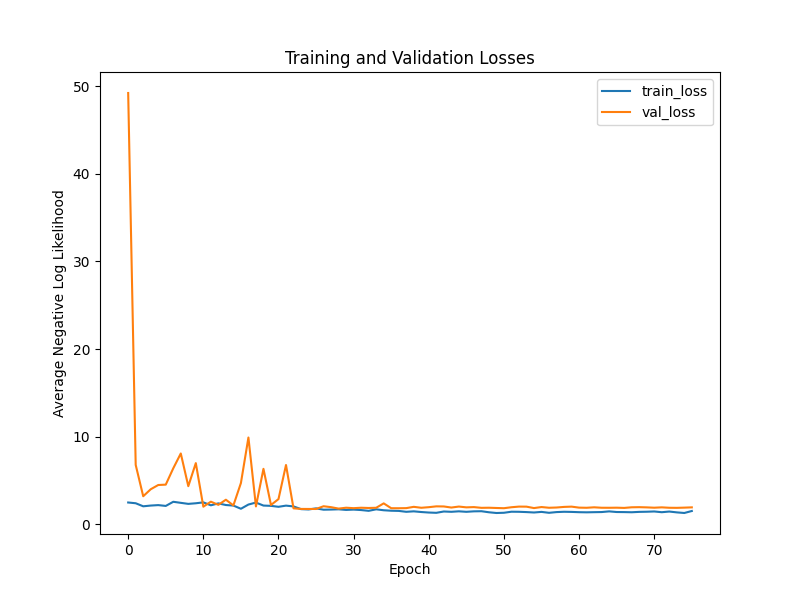 Training and Validation Losses
train_loss
val_loss
50
40
30
20
10
0
Average Negative Log Likelihood
0 10 20 30 40 50 60 70
Epoch